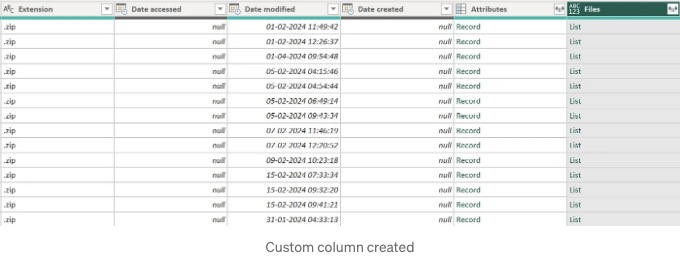 ABC Extension Date accessed Date modified Date created Attributes ABC 123 Files
.zip null 01-02-2024 11:49:42 null Record List
.zip null 01-02-2024 12:26:37 null Record List
.zip null 01-04-2024 09:54:48 null Record List
.zip null 05-02-2024 04:15:46 null Record List
.zip null 05-02-2024 04:54:44 null Record List
.zip null 05-02-2024 06:49:14 null Record List
.zip null 05-02-2024 09:43:34 null Record List
.zip null 07-02-2024 11:46:19 null Record List
.zip null 07-02-2024 12:20:52 null Record List
.zip null 09-02-2024 10:23:18 null Record List
.zip null 15-02-2024 07:33:34 null Record List
.zip null 15-02-2024 09:32:20 null Record List
.zip null 15-02-2024 09:41:21 null Record List
.zip null 31-01-2024 04:33:13 null Record List
Custom column created